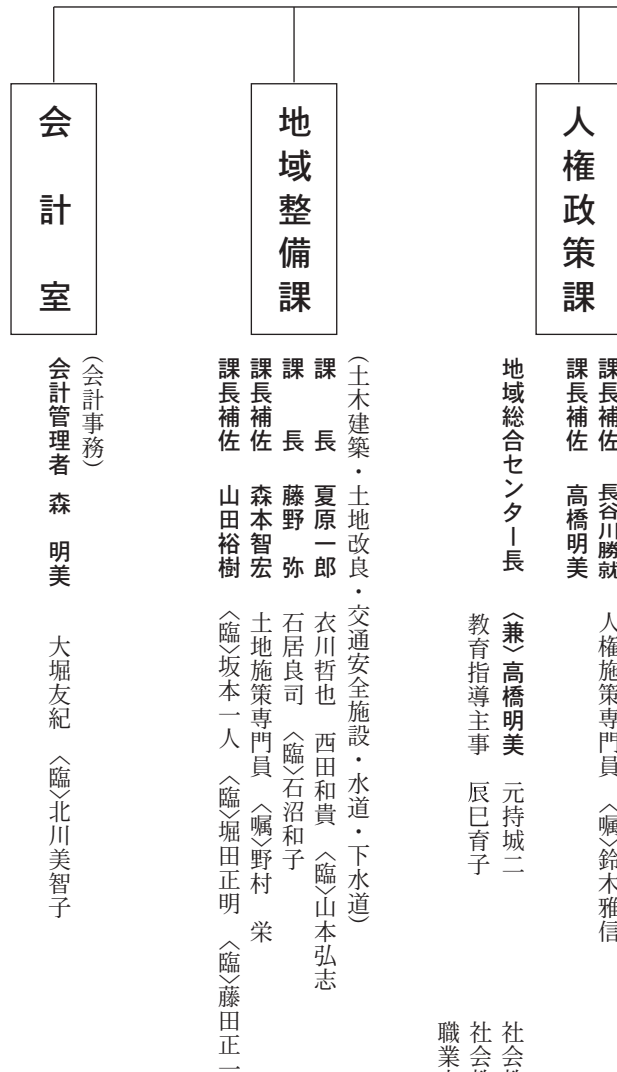 人権政策課
課長補佐 長谷川勝就 人権施策専門員 〈嘱〉鈴木雅信
課長補佐 高橋明美
地域総合センター長 〈兼〉高橋明美 元持城二
教育指導主事 辰巳育子
社会教
社会教
職業
地域整備課
(土木建築・土地改良・交通安全施設・水道・下水道)
課長 夏原一郎 衣川哲也 西田和貴 〈臨〉山本弘志
課長 藤野 弥 石居良司 〈臨〉石沼和子
課長補佐 森本智宏 土地施策専門員 〈嘱〉野村 栄
課長補佐 山田裕樹 〈臨〉坂本一人 〈臨〉堀田正明 〈臨〉藤田正一
会計室
(会計事務)
会計管理者 森 明美 大堀友紀 〈臨〉北川美智子